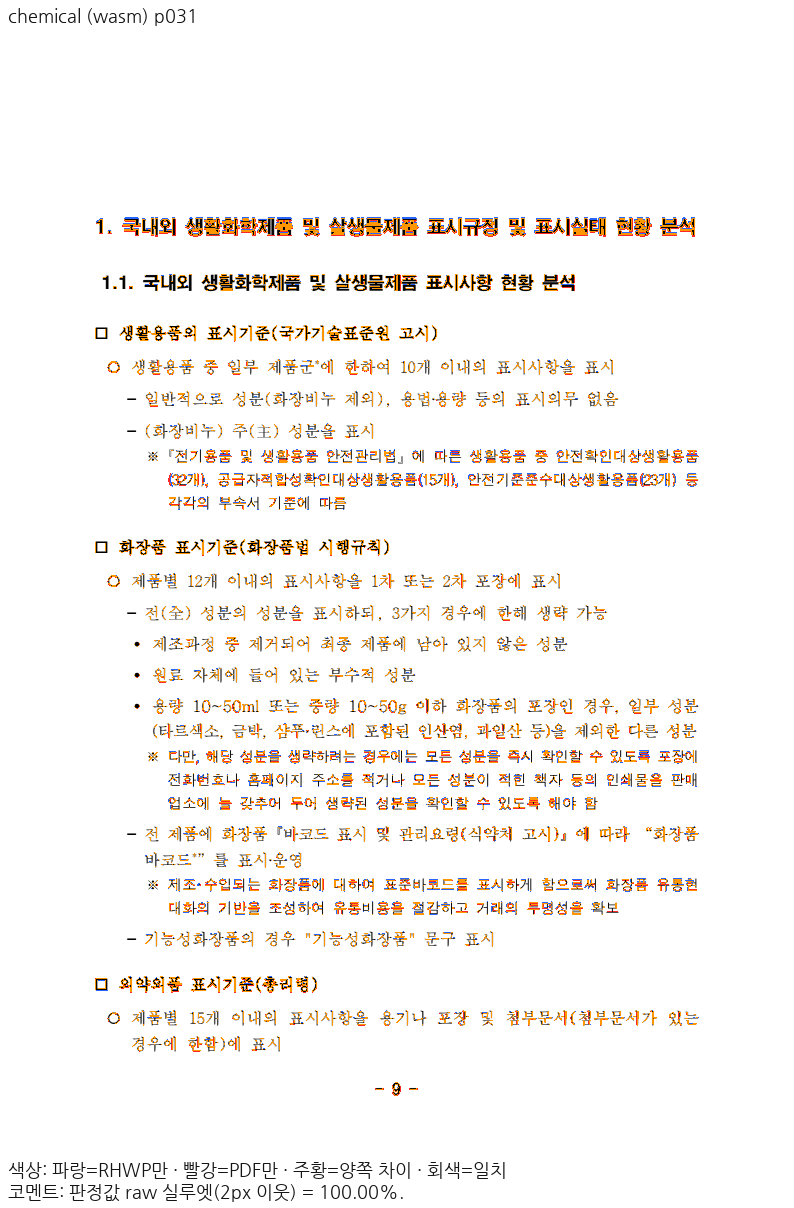 chemical (wasm) p031
1. 국내외 생활화학제품 및 살생물제품 표시규정 및 표시실태 현황 분석
1.1. 국내외 생활화학제품 및 살생물제품 표시사항 현황 분석
□ 생활용품의 표시기준(국가기술표준원 고시)
○ 생활용품 중 일부 제품군*에 한하여 10개 이내의 표시사항을 표시
- 일반적으로 성분(화장비누 제외), 용법·용량 등의 표시의무 없음
- (화장비누) 주(主) 성분을 표시
※ 『전기용품 및 생활용품 안전관리법』에 따른 생활용품 중 안전확인대상생활용품
(32개), 공급자적합성확인대상생활용품(15개), 안전기준준수대상생활용품(23개) 등
각각의 부속서 기준에 따름
□ 화장품 표시기준(화장품법 시행규칙)
○ 제품별 12개 이내의 표시사항을 1차 또는 2차 포장에 표시
- 전(全) 성분의 성분을 표시하되, 3가지 경우에 한해 생략 가능
• 제조과정 중 제거되어 최종 제품에 남아 있지 않은 성분
• 원료 자체에 들어 있는 부수적 성분
• 용량 10~50ml 또는 중량 10~50g 이하 화장품의 포장인 경우, 일부 성분
(타르색소, 금박, 샴푸·린스에 포함된 인산염, 과일산 등)을 제외한 다른 성분
※ 다만, 해당 성분을 생략하려는 경우에는 모든 성분을 즉시 확인할 수 있도록 포장에
전화번호나 홈페이지 주소를 적거나 모든 성분이 적힌 책자 등의 인쇄물을 판매
업소에 늘 갖추어 두어 생략된 성분을 확인할 수 있도록 해야 함
- 전 제품에 화장품『바코드 표시 및 관리요령(식약처 고시)』에 따라 “화장품
바코드*”를 표시·운영
※ 제조·수입되는 화장품에 대하여 표준바코드를 표시하게 함으로써 화장품 유통현
대화의 기반을 조성하여 유통비용을 절감하고 거래의 투명성을 확보
- 기능성화장품의 경우 "기능성화장품" 문구 표시
□ 의약외품 표시기준(총리령)
○ 제품별 15개 이내의 표시사항을 용기나 포장 및 첨부문서(첨부문서가 있는
경우에 한함)에 표시
- 9 -
색상: 파랑=RHWP만 · 빨강=PDF만 · 주황=양쪽 차이 · 회색=일치
코멘트: 판정값 raw 실루엣(2px 이웃) = 100.00%.